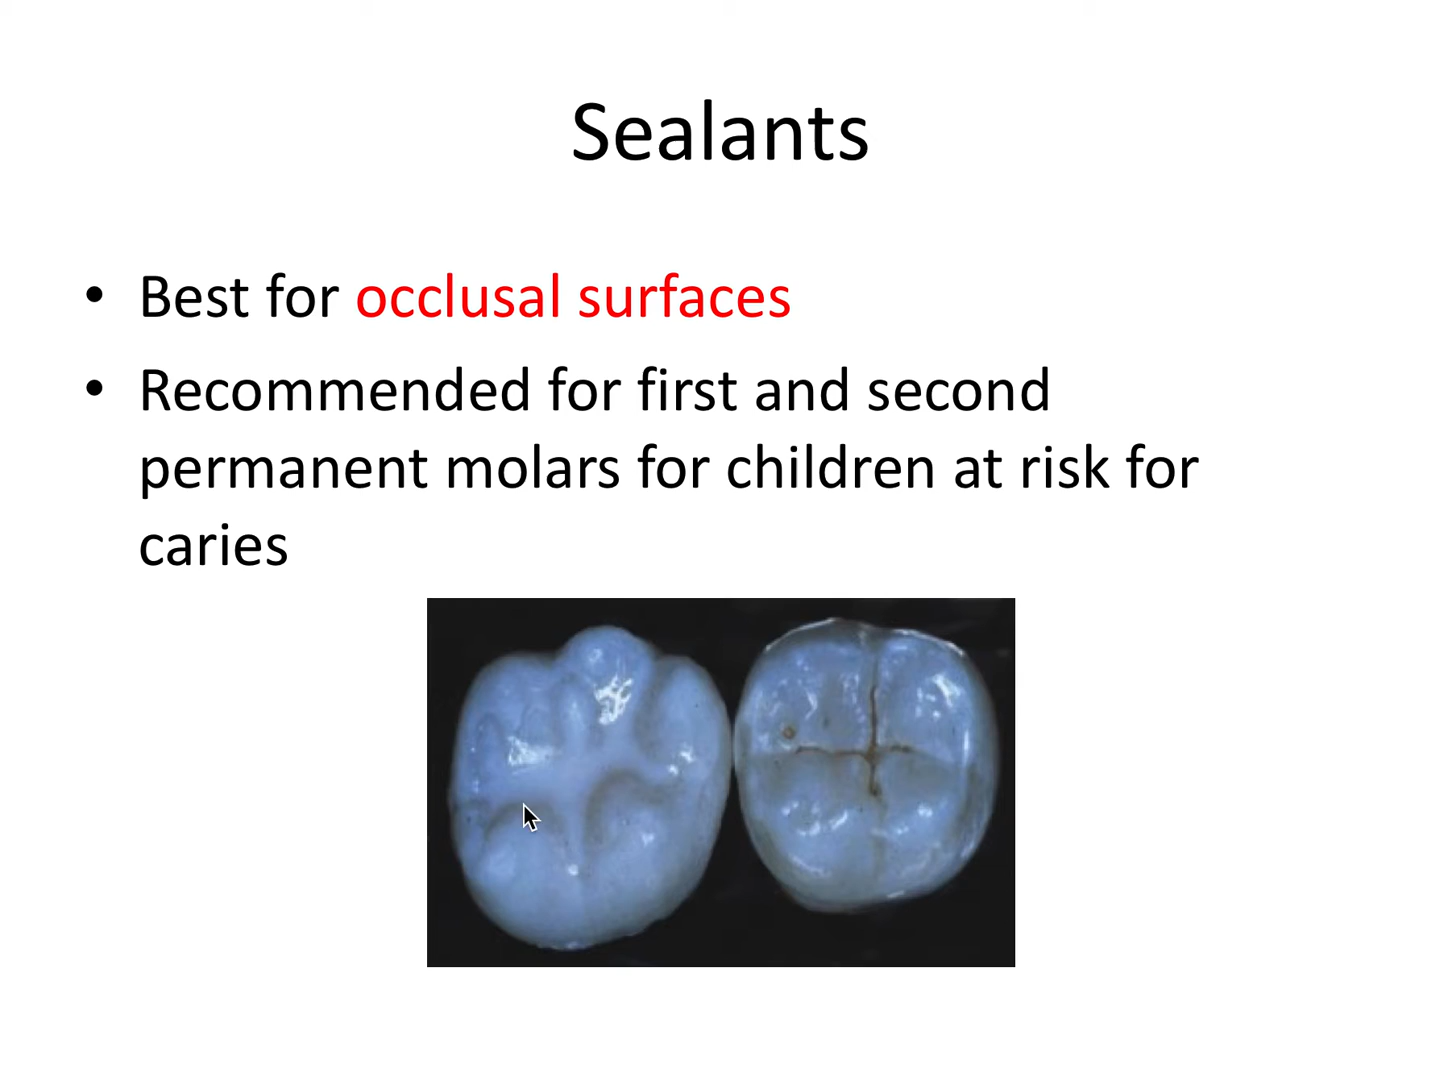 Sealants
• Best for occlusal surfaces
• Recommended for first and second
permanent molars for children at risk for
caries